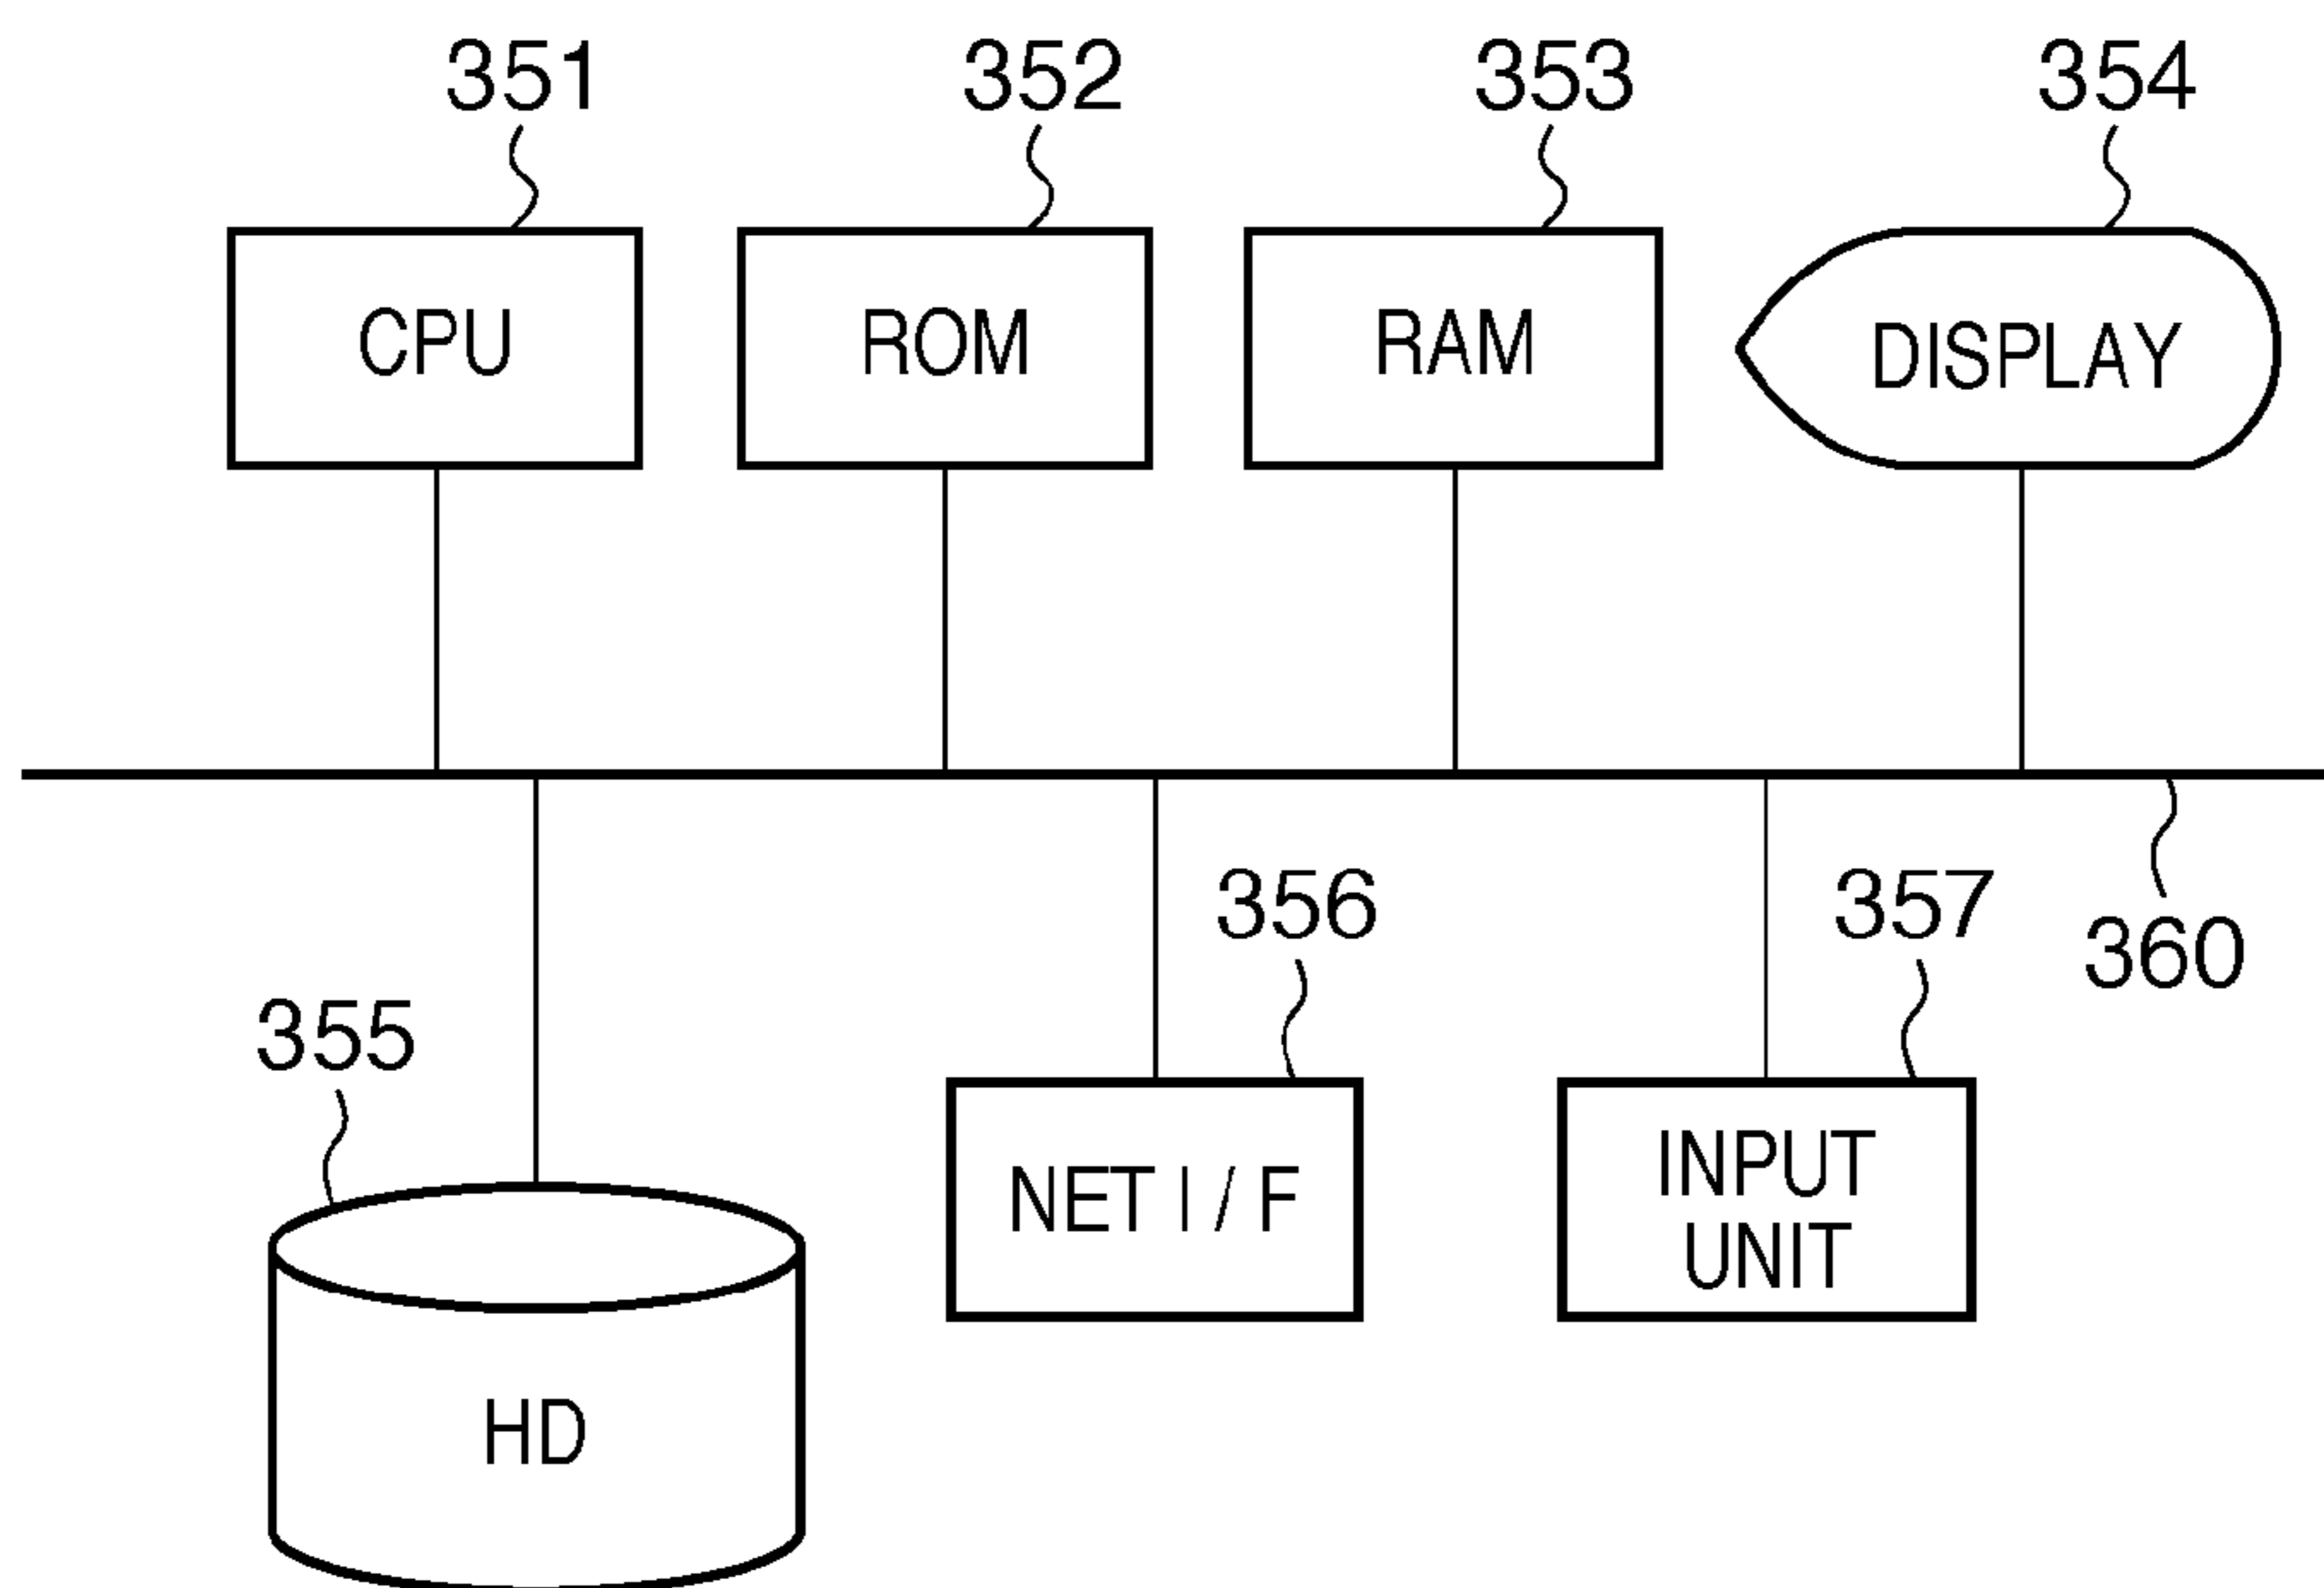 351
352
353
354
CPU
ROM
RAM
DISPLAY
356
357
360
355
NET I / F
INPUT
UNIT
HD